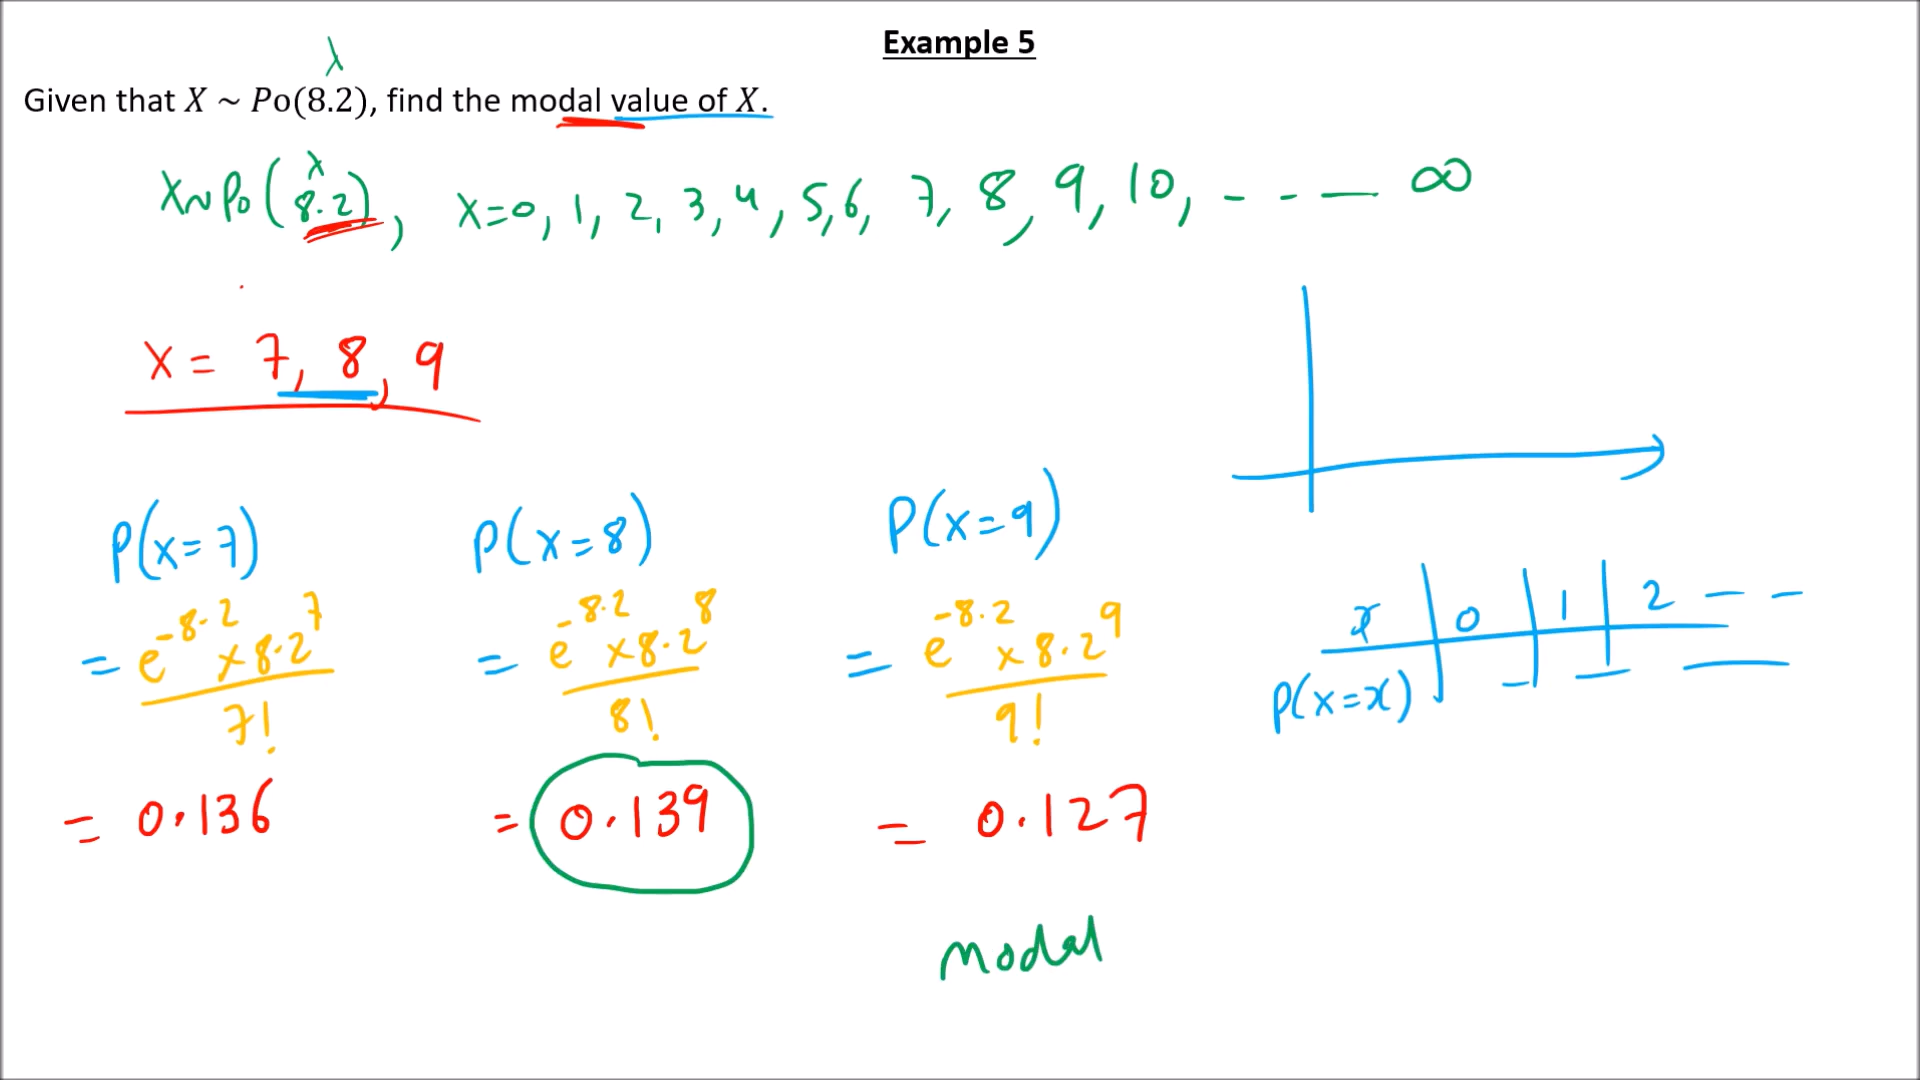 Example 5
λ
Given that X ~ Po(8.2), find the modal value of X.
λ
X~Po(8.2), X=0, 1, 2, 3, 4, 5, 6, 7, 8, 9, 10, - - — ∞
X = 7, 8, 9
P(X=7) P(X=8) P(X=9)
= e^-8.2 × 8.2^7 / 7! = e^-8.2 × 8.2^8 / 8! = e^-8.2 × 8.2^9 / 9!
x 0 1 2 - -
P(X=x)
= 0.136 = 0.139 = 0.127
modal